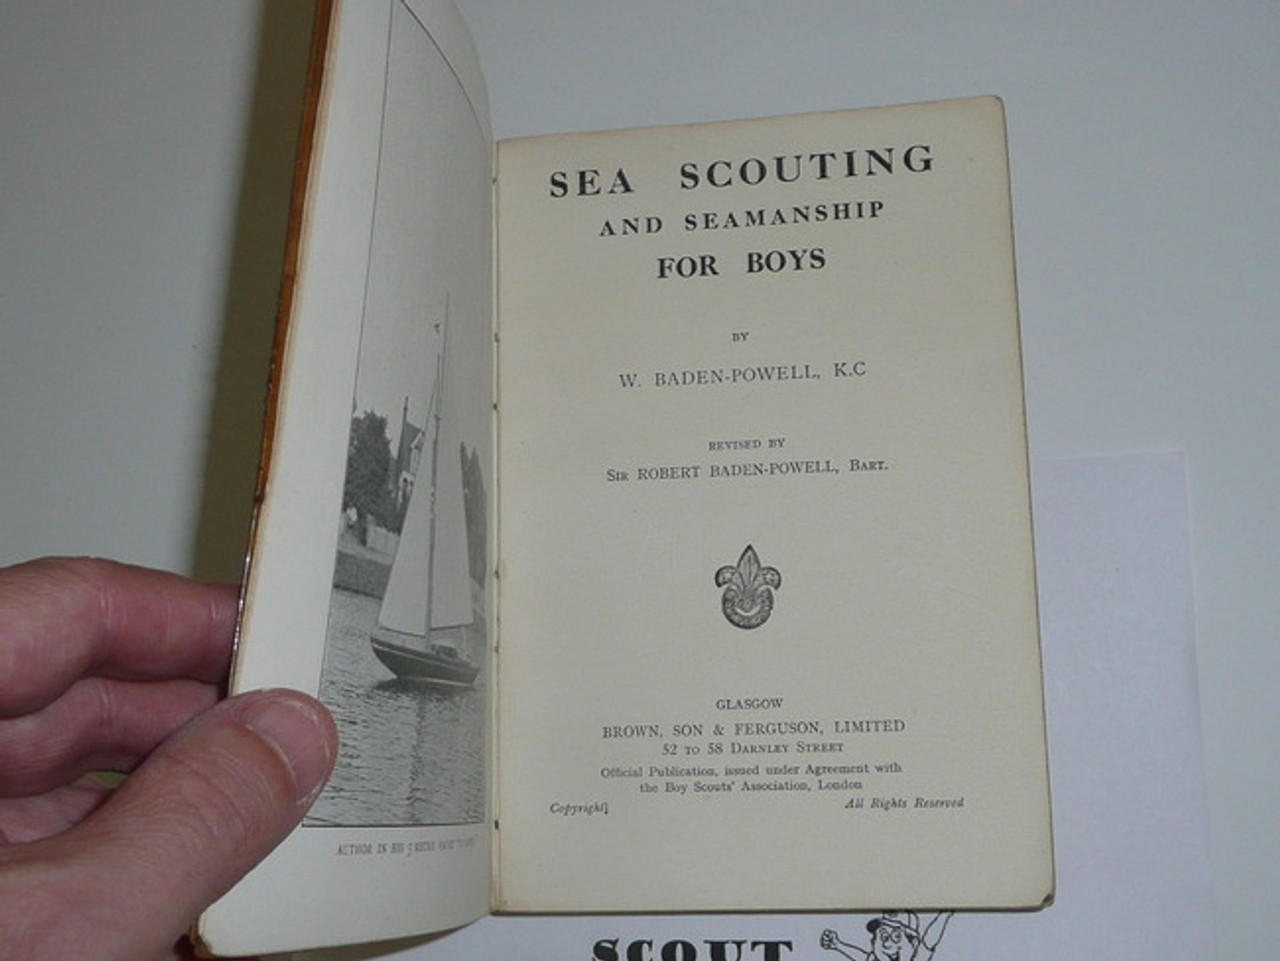 AUTHOR IN HIS 5 METRE
SEA SCOUTING
AND SEAMANSHIP
FOR BOYS
BY
W. BADEN-POWELL, K.C
REVISED BY
SIR ROBERT BADEN-POWELL, BART.
GLASGOW
BROWN, SON & FERGUSON, LIMITED
52 TO 58 DARNLEY STREET
Official Publication, issued under Agreement with
the Boy Scouts' Association, London
Copyright]
All Rights Reserved
SCOUT